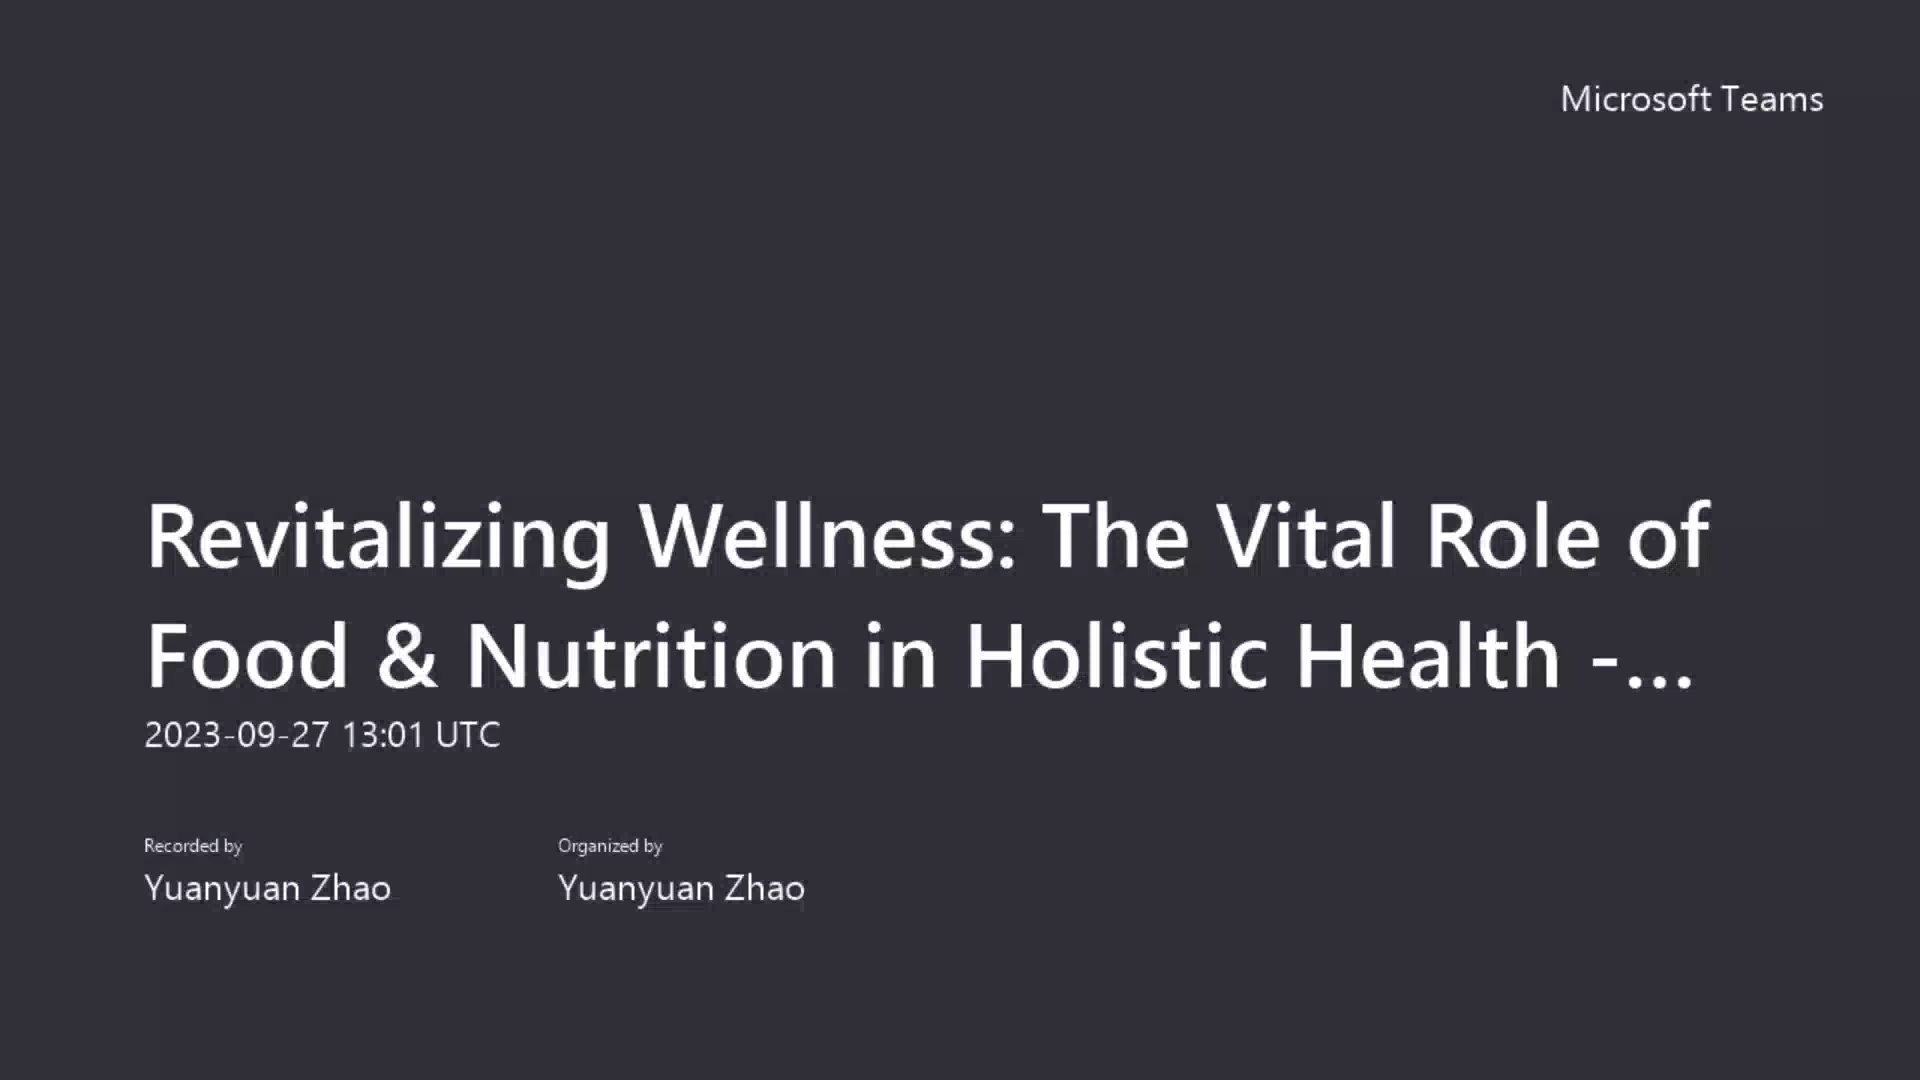 Microsoft Teams
Revitalizing Wellness: The Vital Role of
Food & Nutrition in Holistic Health -...
2023-09-27 13:01 UTC
Recorded by
Yuanyuan Zhao
Organized by
Yuanyuan Zhao